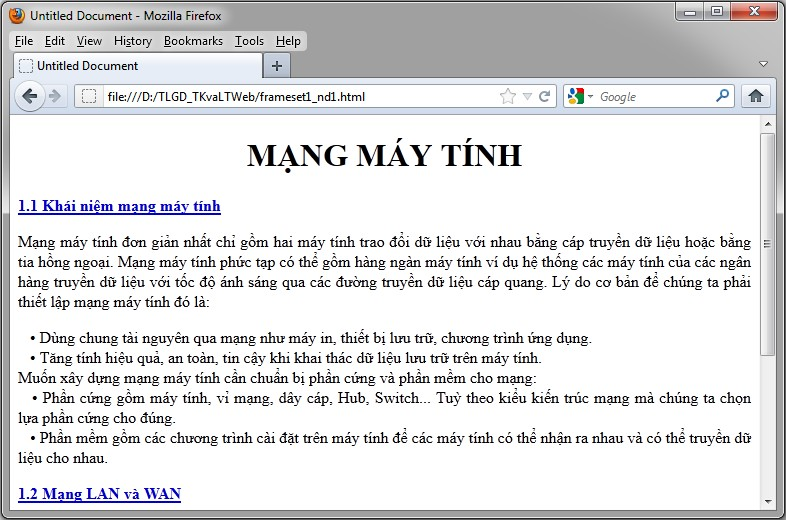 Untitled Document - Mozilla Firefox
File Edit View History Bookmarks Tools Help
Untitled Document
file:///D:/TLGD_TKvaLTWeb/frameset1_nd1.html
Google
MẠNG MÁY TÍNH
1.1 Khái niệm mạng máy tính
Mạng máy tính đơn giản nhất chỉ gồm hai máy tính trao đổi dữ liệu với nhau bằng cáp truyền dữ liệu hoặc bằng
tia hồng ngoại. Mạng máy tính phức tạp có thể gồm hàng ngàn máy tính ví dụ hệ thống các máy tính của các ngân
hàng truyền dữ liệu với tốc độ ánh sáng qua các đường truyền dữ liệu cáp quang. Lý do cơ bản để chúng ta phải
thiết lập mạng máy tính đó là:
• Dùng chung tài nguyên qua mạng như máy in, thiết bị lưu trữ, chương trình ứng dụng.
• Tăng tính hiệu quả, an toàn, tin cậy khi khai thác dữ liệu lưu trữ trên máy tính.
Muốn xây dựng mạng máy tính cần chuẩn bị phần cứng và phần mềm cho mạng:
• Phần cứng gồm máy tính, vỉ mạng, dây cáp, Hub, Switch... Tuỳ theo kiểu kiến trúc mạng mà chúng ta chọn
lựa phần cứng cho đúng.
• Phần mềm gồm các chương trình cài đặt trên máy tính để các máy tính có thể nhận ra nhau và có thể truyền dữ
liệu cho nhau.
1.2 Mạng LAN và WAN